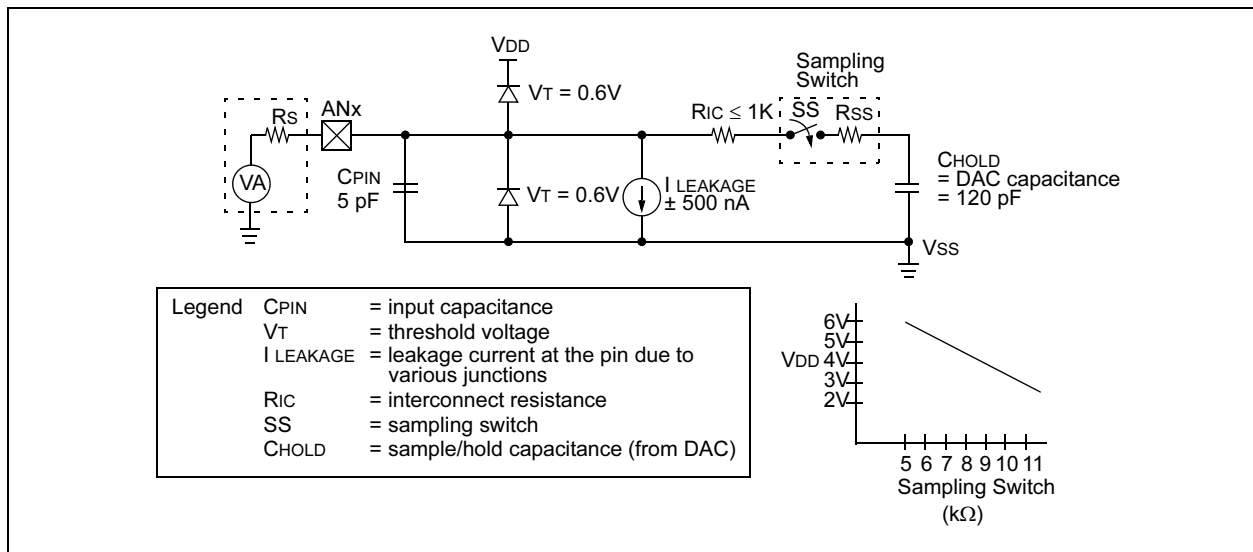 VDD
Sampling
Switch
VT = 0.6V
RS
ANx
RIC ≤ 1K
SS
RSS
VA
CPIN
5 pF
VT = 0.6V
I LEAKAGE
± 500 nA
CHOLD
= DAC capacitance
= 120 pF
VSS
Legend CPIN = input capacitance
VT = threshold voltage
I LEAKAGE = leakage current at the pin due to
various junctions
RIC = interconnect resistance
SS = sampling switch
CHOLD = sample/hold capacitance (from DAC)
6V
5V
VDD 4V
3V
2V
5 6 7 8 9 10 11
Sampling Switch
(kΩ)